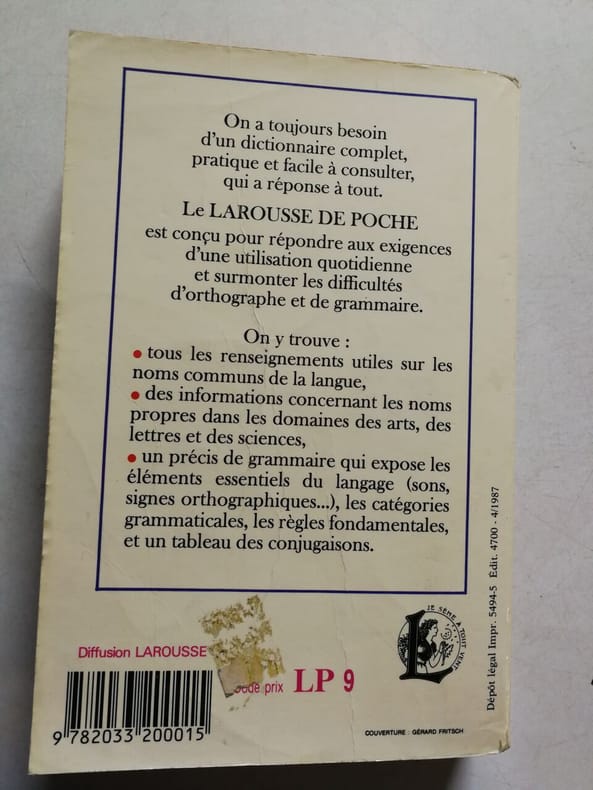 On a toujours besoin
d'un dictionnaire complet,
pratique et facile à consulter,
qui a réponse à tout.
Le LAROUSSE DE POCHE
est conçu pour répondre aux exigences
d'une utilisation quotidienne
et surmonter les difficultés
d'orthographe et de grammaire.
On y trouve :
• tous les renseignements utiles sur les
noms communs de la langue,
• des informations concernant les noms
propres dans les domaines des arts, des
lettres et des sciences,
• un précis de grammaire qui expose les
éléments essentiels du langage (sons,
signes orthographiques...), les catégories
grammaticales, les règles fondamentales,
et un tableau des conjugaisons.
Dépôt légal Impr. 5494-5 Édit. 4700 - 4/1987
JE SÈME À TOUT VENT
L
Diffusion LAROUSSE
prix LP 9
9 782033 200015
COUVERTURE : GÉRARD FRITSCH